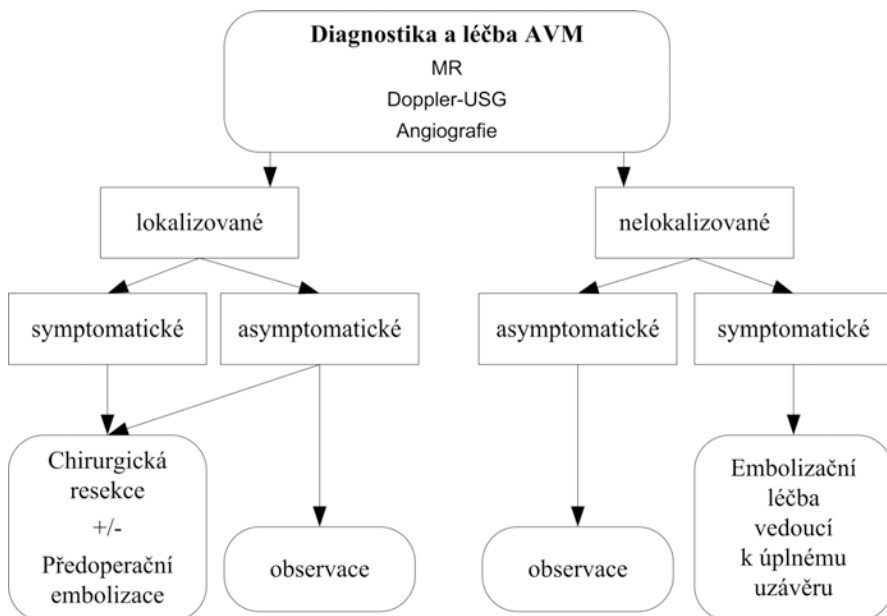 Diagnostika a léčba AVM
MR
Doppler-USG
Angiografie
lokalizované
nelokalizované
symptomatické
asymptomatické
asymptomatické
symptomatické
Chirurgická
resekce
+/-
Předoperační
embolizace
observace
observace
Embolizační
léčba
vedoucí
k úplnému
uzávěru